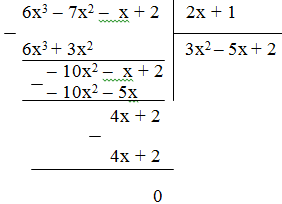 6x³ – 7x² – x + 2 2x + 1
–
6x³ + 3x² 3x² – 5x + 2
– 10x² – x + 2
–
– 10x² – 5x
4x + 2
–
4x + 2
0